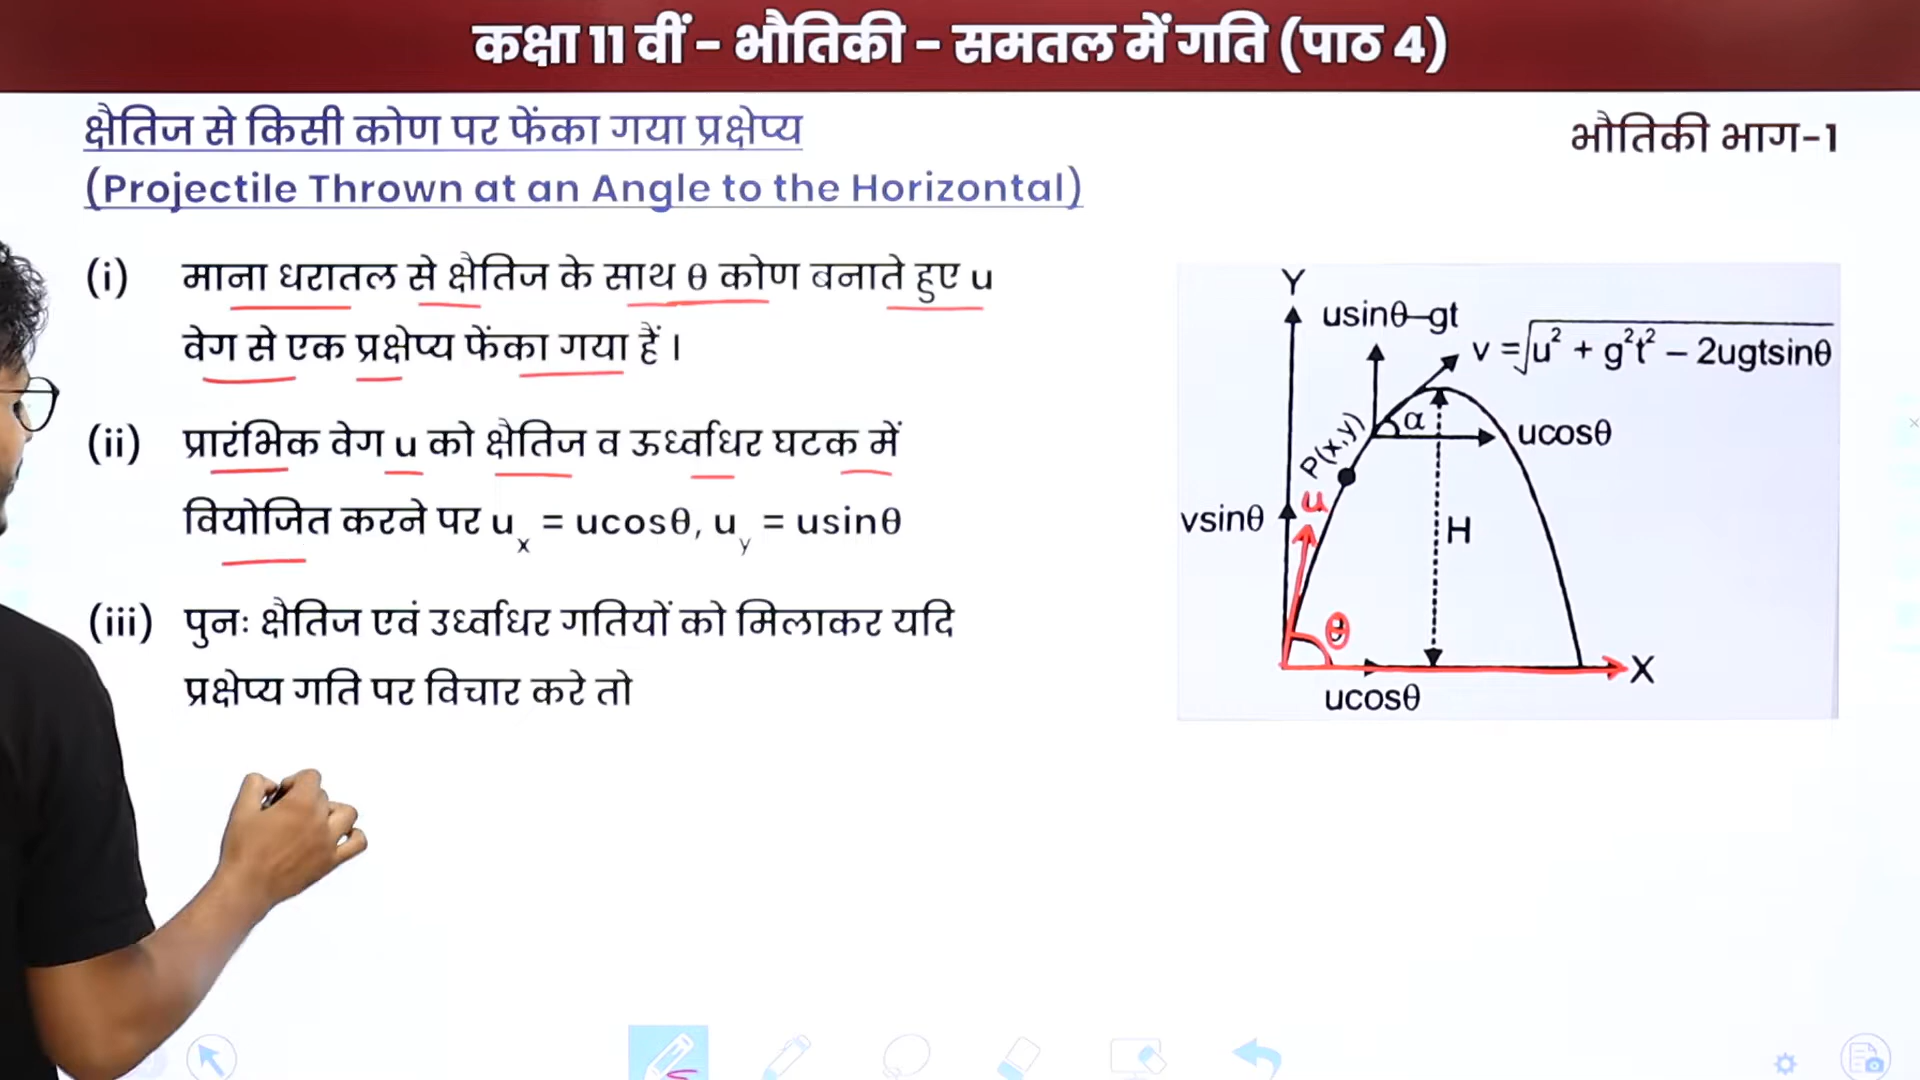 कक्षा 11 वीं - भौतिकी - समतल में गति (पाठ 4)
क्षैतिज से किसी कोण पर फेंका गया प्रक्षेप्य
(Projectile Thrown at an Angle to the Horizontal)
भौतिकी भाग-1
(i) माना धरातल से क्षैतिज के साथ θ कोण बनाते हुए u
वेग से एक प्रक्षेप्य फेंका गया हैं ।
(ii) प्रारंभिक वेग u को क्षैतिज व ऊर्ध्वाधर घटक में
वियोजित करने पर u_x = ucosθ, u_y = usinθ
(iii) पुनः क्षैतिज एवं उर्ध्वाधर गतियों को मिलाकर यदि
प्रक्षेप्य गति पर विचार करे तो
Y
usinθ-gt
v = √u² + g²t² – 2ugtsinθ
α
ucosθ
P(x,y)
u
vsinθ
H
θ
X
ucosθ